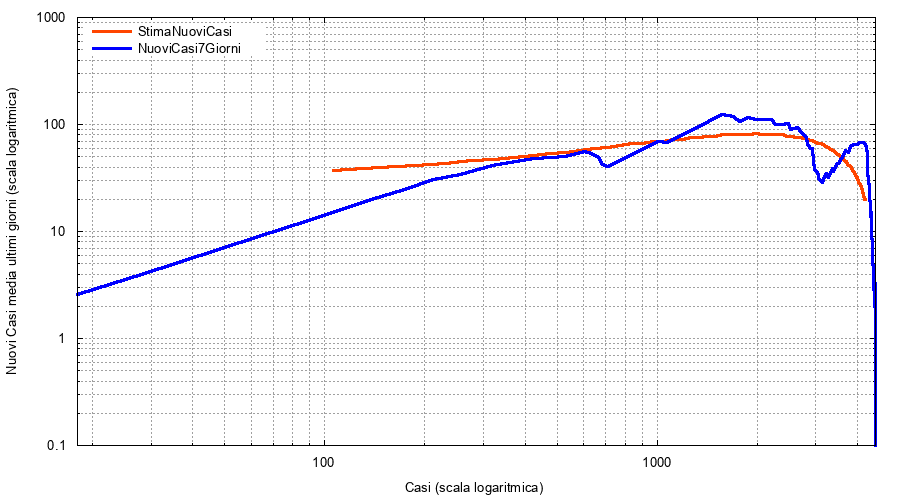 1000
StimaNuoviCasi
NuoviCasi7Giorni
100
10
1
0.1
Nuovi Casi media ultimi giorni (scala logaritmica)
100
1000
Casi (scala logaritmica)